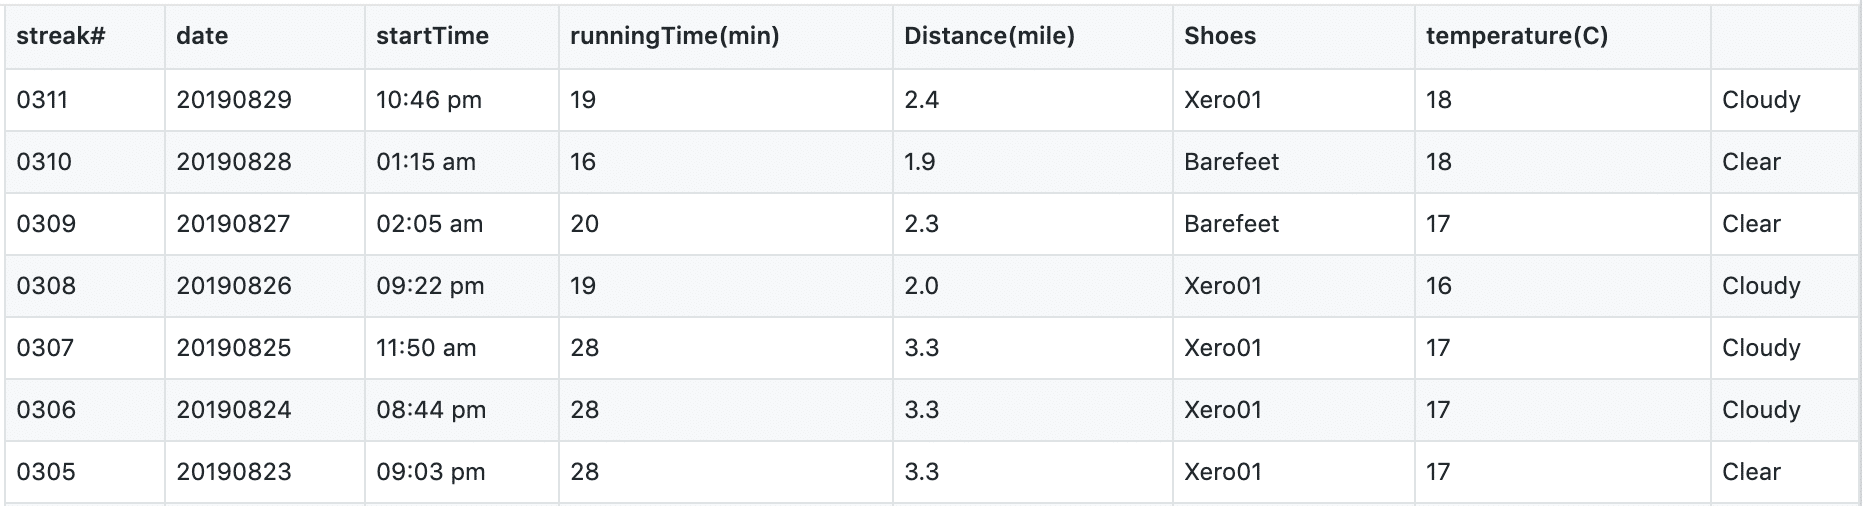 streak# date startTime runningTime(min) Distance(mile) Shoes temperature(C)
0311 20190829 10:46 pm 19 2.4 Xero01 18 Cloudy
0310 20190828 01:15 am 16 1.9 Barefeet 18 Clear
0309 20190827 02:05 am 20 2.3 Barefeet 17 Clear
0308 20190826 09:22 pm 19 2.0 Xero01 16 Cloudy
0307 20190825 11:50 am 28 3.3 Xero01 17 Cloudy
0306 20190824 08:44 pm 28 3.3 Xero01 17 Cloudy
0305 20190823 09:03 pm 28 3.3 Xero01 17 Clear